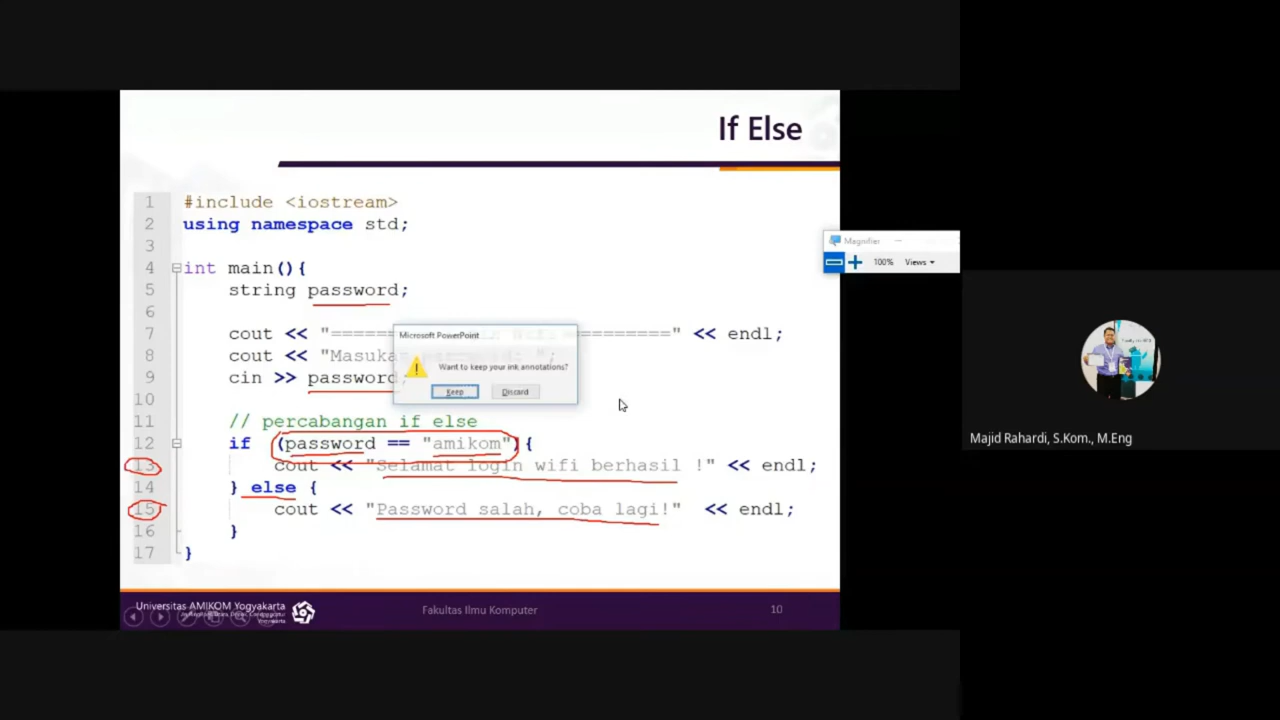 If Else
1 #include <iostream>
2 using namespace std;
3
4 int main(){
5 string password;
6
7 cout << "======= =========" << endl;
8 cout << "Masukan ";
9 cin >> password;
10
11 // percabangan if else
12 if (password == "amikom"){
13 cout << "Selamat login wifi berhasil !" << endl;
14 } else {
15 cout << "Password salah, coba lagi!" << endl;
16 }
17 }
Microsoft PowerPoint
Want to keep your ink annotations?
Keep Discard
Magnifier
100% Views
Majid Rahardi, S.Kom., M.Eng
Universitas AMIKOM Yogyakarta
Yogyakarta
Fakultas Ilmu Komputer
10